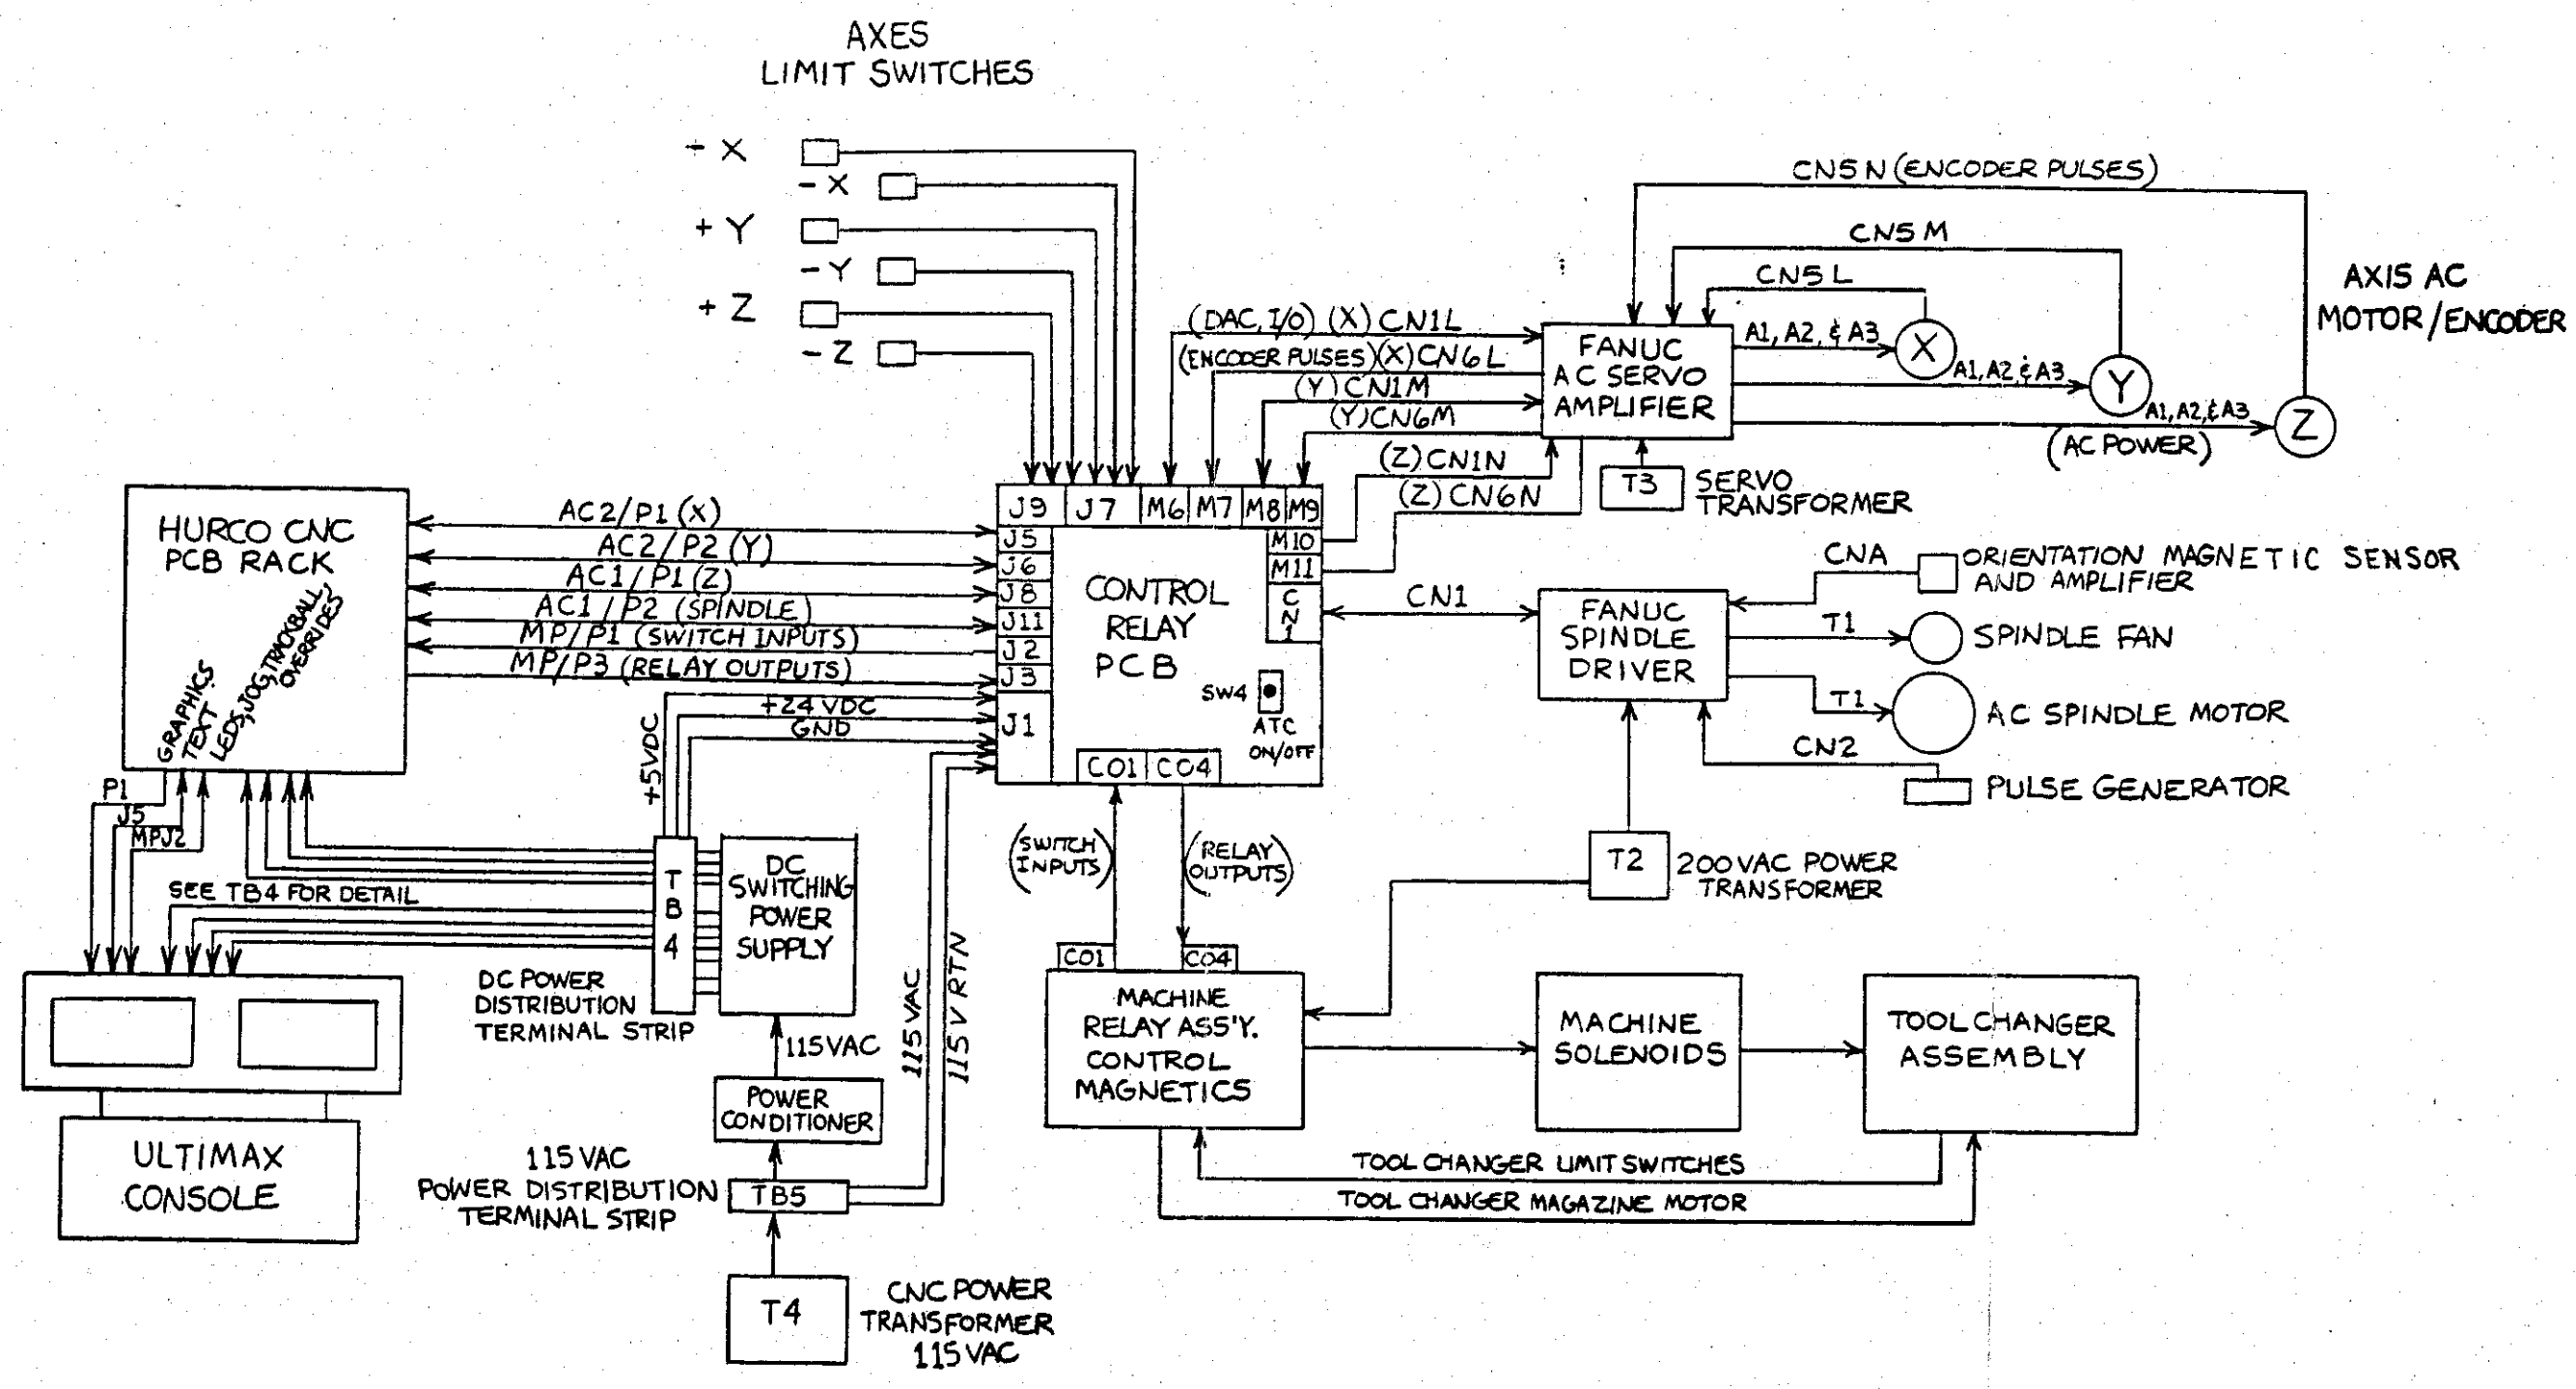 AXES
LIMIT SWITCHES
- X
- X
+ Y
- Y
+ Z
- Z
CN5N (ENCODER PULSES)
CN5M
CN5L
AXIS AC
MOTOR/ENCODER
(DAC, I/O) (X) CN1L
(ENCODER PULSES)(X)CN6L
(Y) CN1M
(Y)CN6M
(Z) CN1N
(Z) CN6N
FANUC
AC SERVO
AMPLIFIER
A1, A2, & A3
X
A1, A2, & A3
Y
A1, A2, & A3
(AC POWER)
Z
T3
SERVO
TRANSFORMER
HURCO CNC
PCB RACK
GRAPHICS
TEXT
LEDS, JOG, TRACKBALL,
OVERRIDES
AC2/P1 (X)
AC2/P2 (Y)
AC1/P1 (Z)
AC1/P2 (SPINDLE)
MP/P1 (SWITCH INPUTS)
MP/P3 (RELAY OUTPUTS)
+5VDC
+24 VDC
GND
J9 J7 M6 M7 M8 M9
J5
J6
J8
J11
J2
J3
J1
M10
M11
CN1
CONTROL
RELAY
PCB
SW4
ATC
ON/OFF
CO1 CO4
CN1
FANUC
SPINDLE
DRIVER
CNA
ORIENTATION MAGNETIC SENSOR
AND AMPLIFIER
T1
SPINDLE FAN
T1
AC SPINDLE MOTOR
CN2
PULSE GENERATOR
T2
200VAC POWER
TRANSFORMER
P1
J5
MPJ2
SEE TB4 FOR DETAIL
TB4
DC
SWITCHING
POWER
SUPPLY
DC POWER
DISTRIBUTION
TERMINAL STRIP
115VAC
POWER
CONDITIONER
115 VAC
115 V RTN
115 VAC
POWER DISTRIBUTION
TERMINAL STRIP
TB5
T4
CNC POWER
TRANSFORMER
115 VAC
ULTIMAX
CONSOLE
(SWITCH
INPUTS)
(RELAY
OUTPUTS)
CO1
CO4
MACHINE
RELAY ASS'Y.
CONTROL
MAGNETICS
MACHINE
SOLENOIDS
TOOL CHANGER
ASSEMBLY
TOOL CHANGER LIMIT SWITCHES
TOOL CHANGER MAGAZINE MOTOR